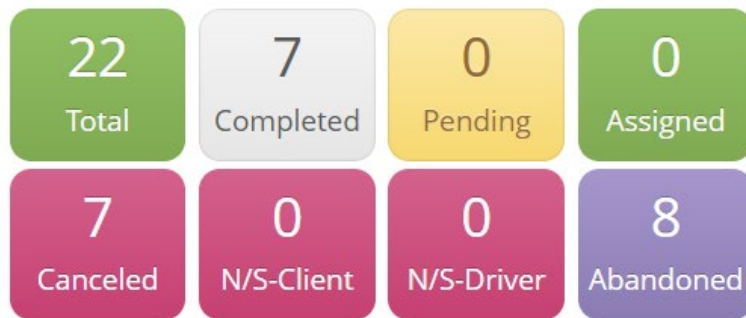 22 7 0 0
Total Completed Pending Assigned
7 0 0 8
Canceled N/S-Client N/S-Driver Abandoned